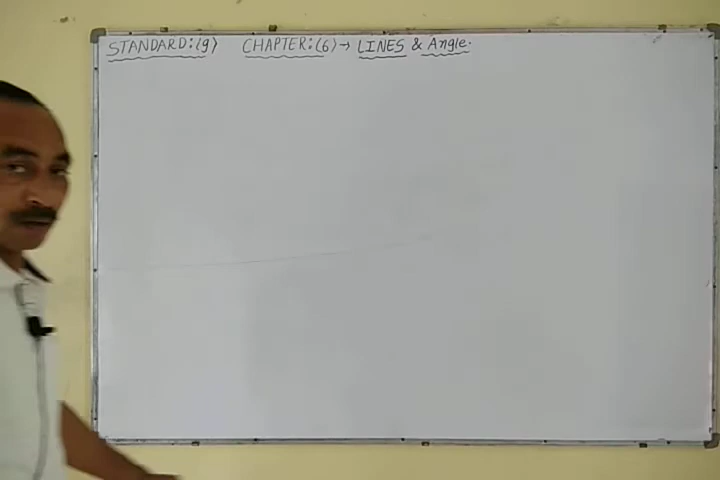 STANDARD:(9) CHAPTER:(6)→ LINES & Angle.